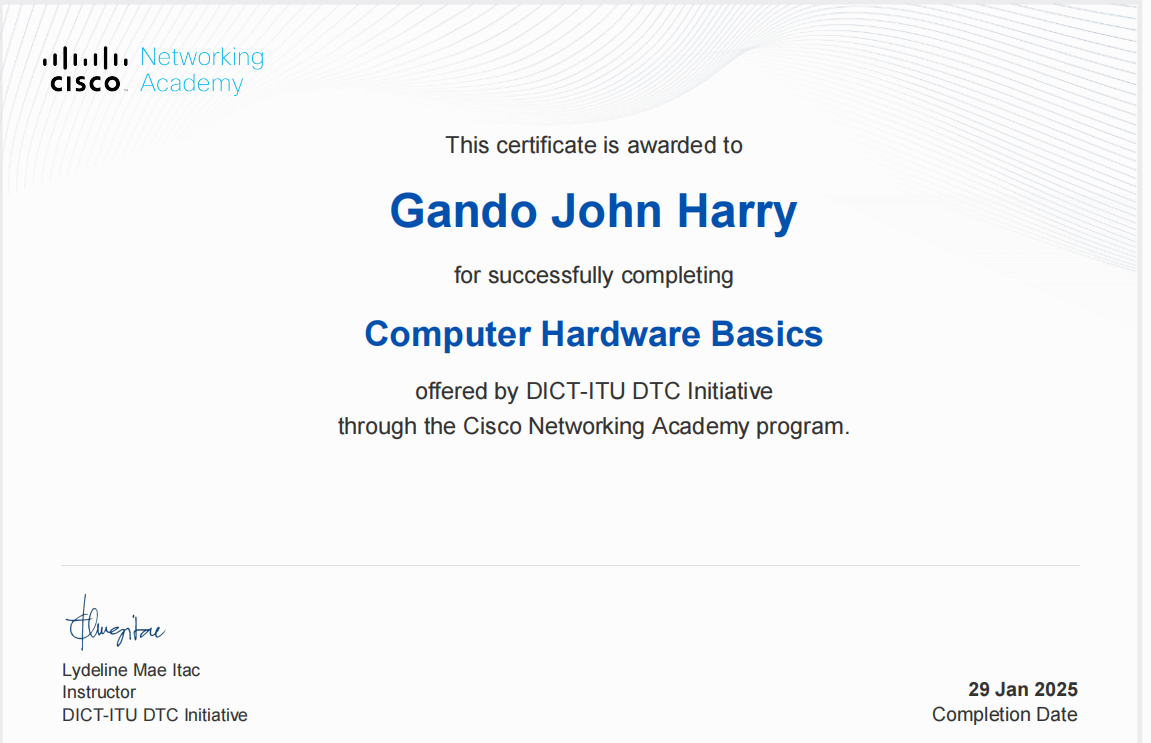 CISCO
Networking
Academy
This certificate is awarded to
Gando John Harry
for successfully completing
Computer Hardware Basics
offered by DICT-ITU DTC Initiative
through the Cisco Networking Academy program.
Lydeline Mae Itac
Instructor
DICT-ITU DTC Initiative
29 Jan 2025
Completion Date